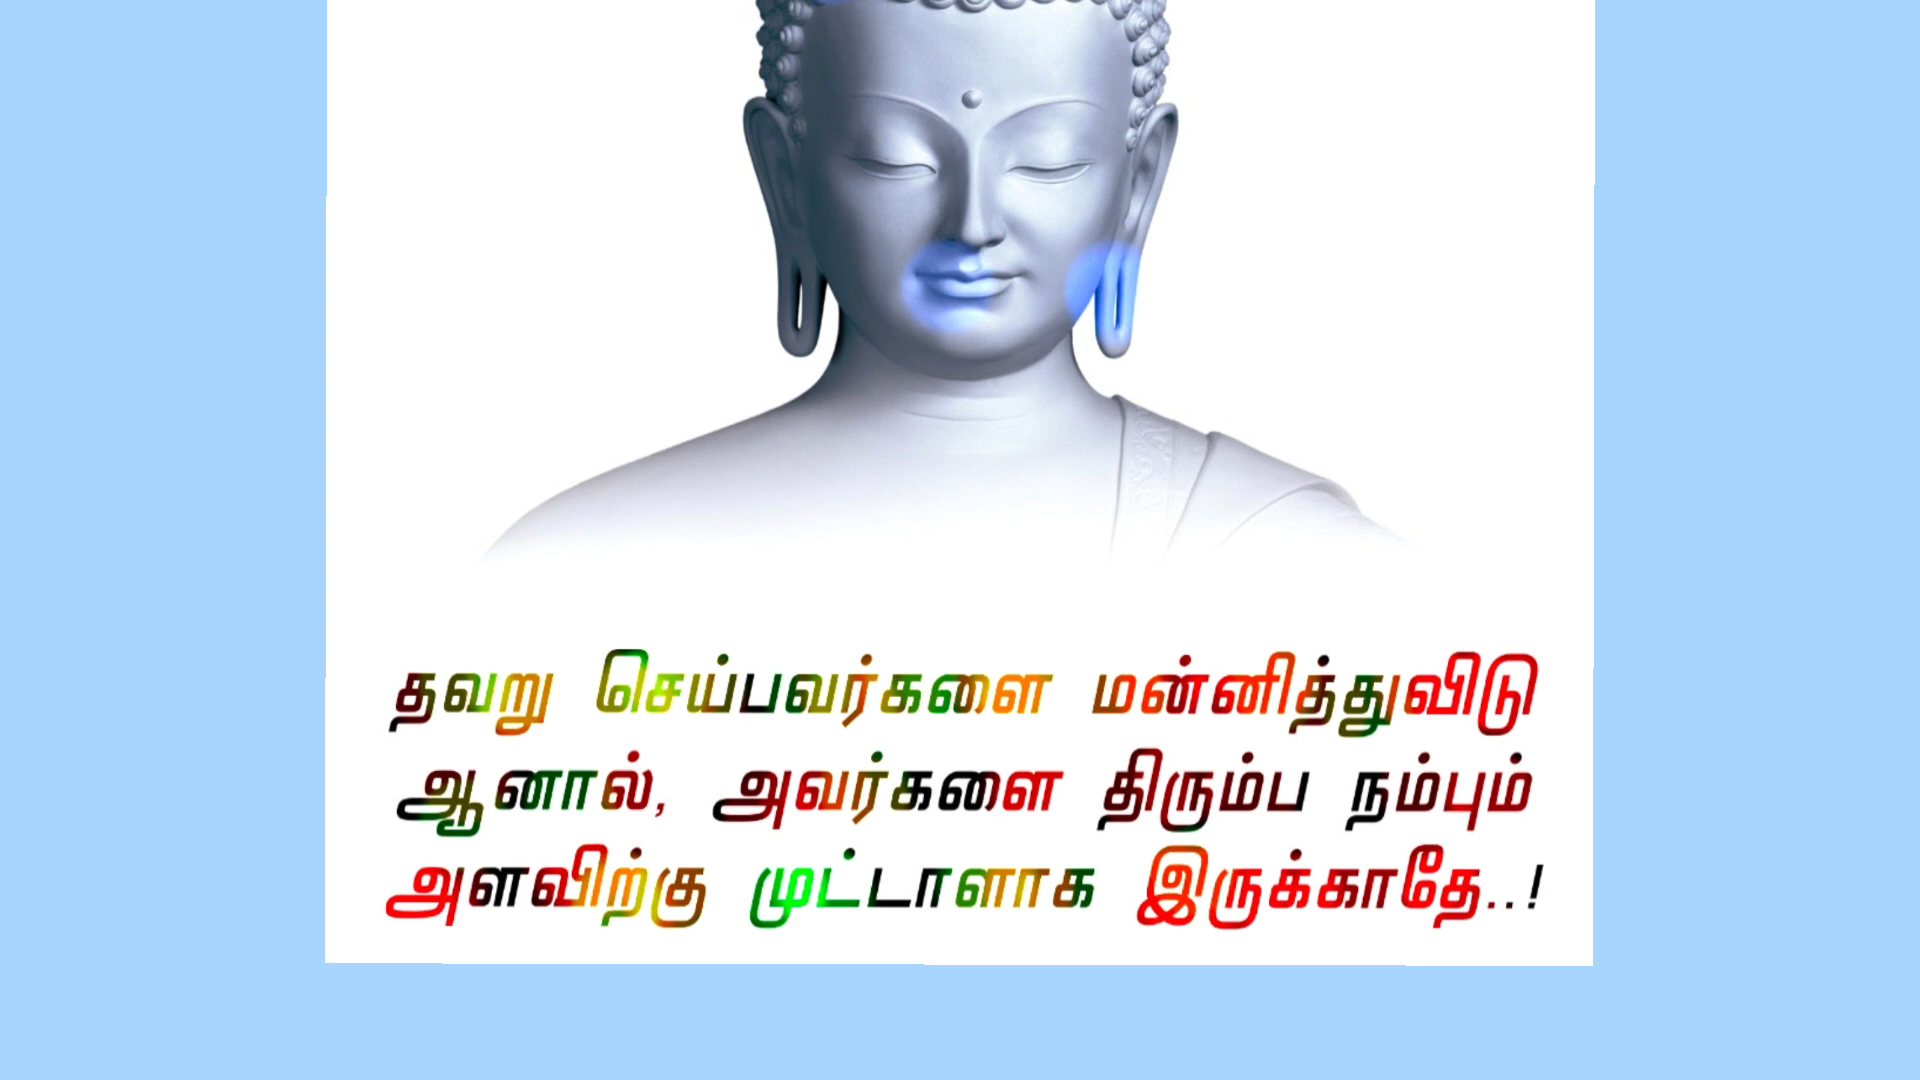 தவறு செய்பவர்களை மன்னித்துவிடு
ஆனால், அவர்களை திரும்ப நம்பும்
அளவிற்கு முட்டாளாக இருக்காதே..!